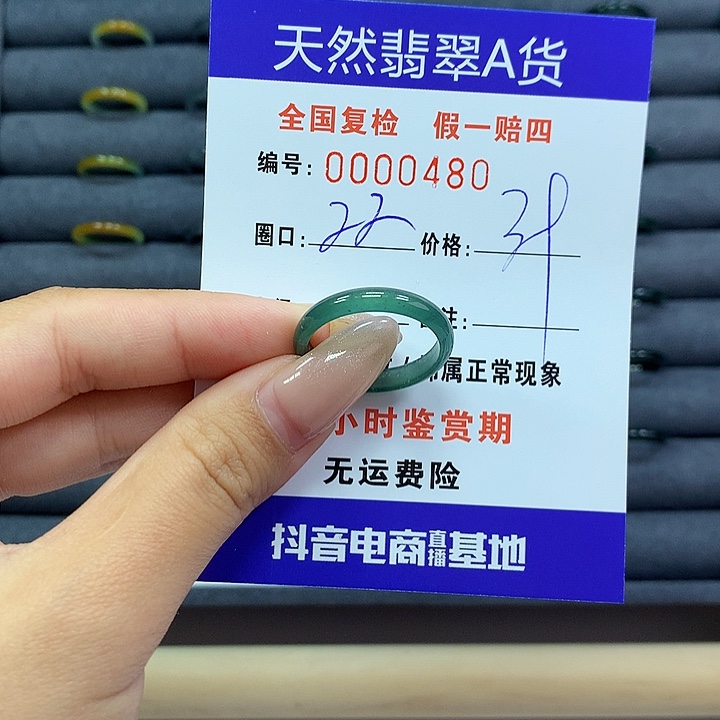 天然翡翠A货
全国复检 假一赔四
编号: 0000480
圈口: 22 价格:
注:
属正常现象
小时鉴赏期
无运费险
抖音电商直播基地